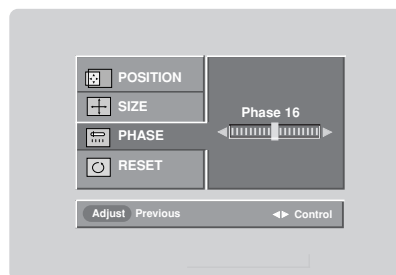 POSITION
SIZE
Phase 16
PHASE
RESET
Adjust Previous
◄► Control